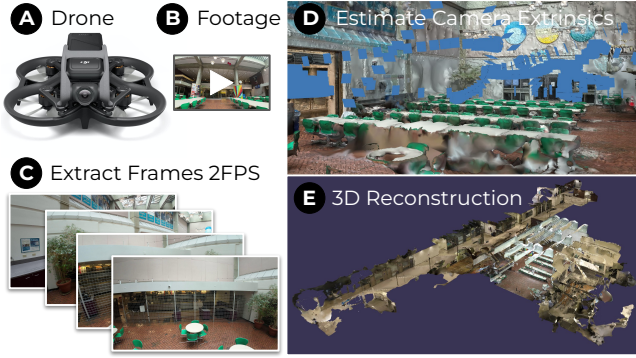 A Drone
B Footage
C Extract Frames 2FPS
D Estimate Camera Extrinsics
E 3D Reconstruction